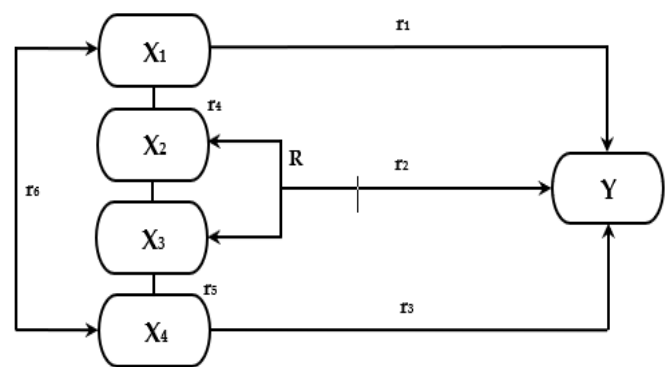 r₁
X₁
r₄
X₂
R
r₂
r₆
Y
X₃
r₅
r₃
X₄